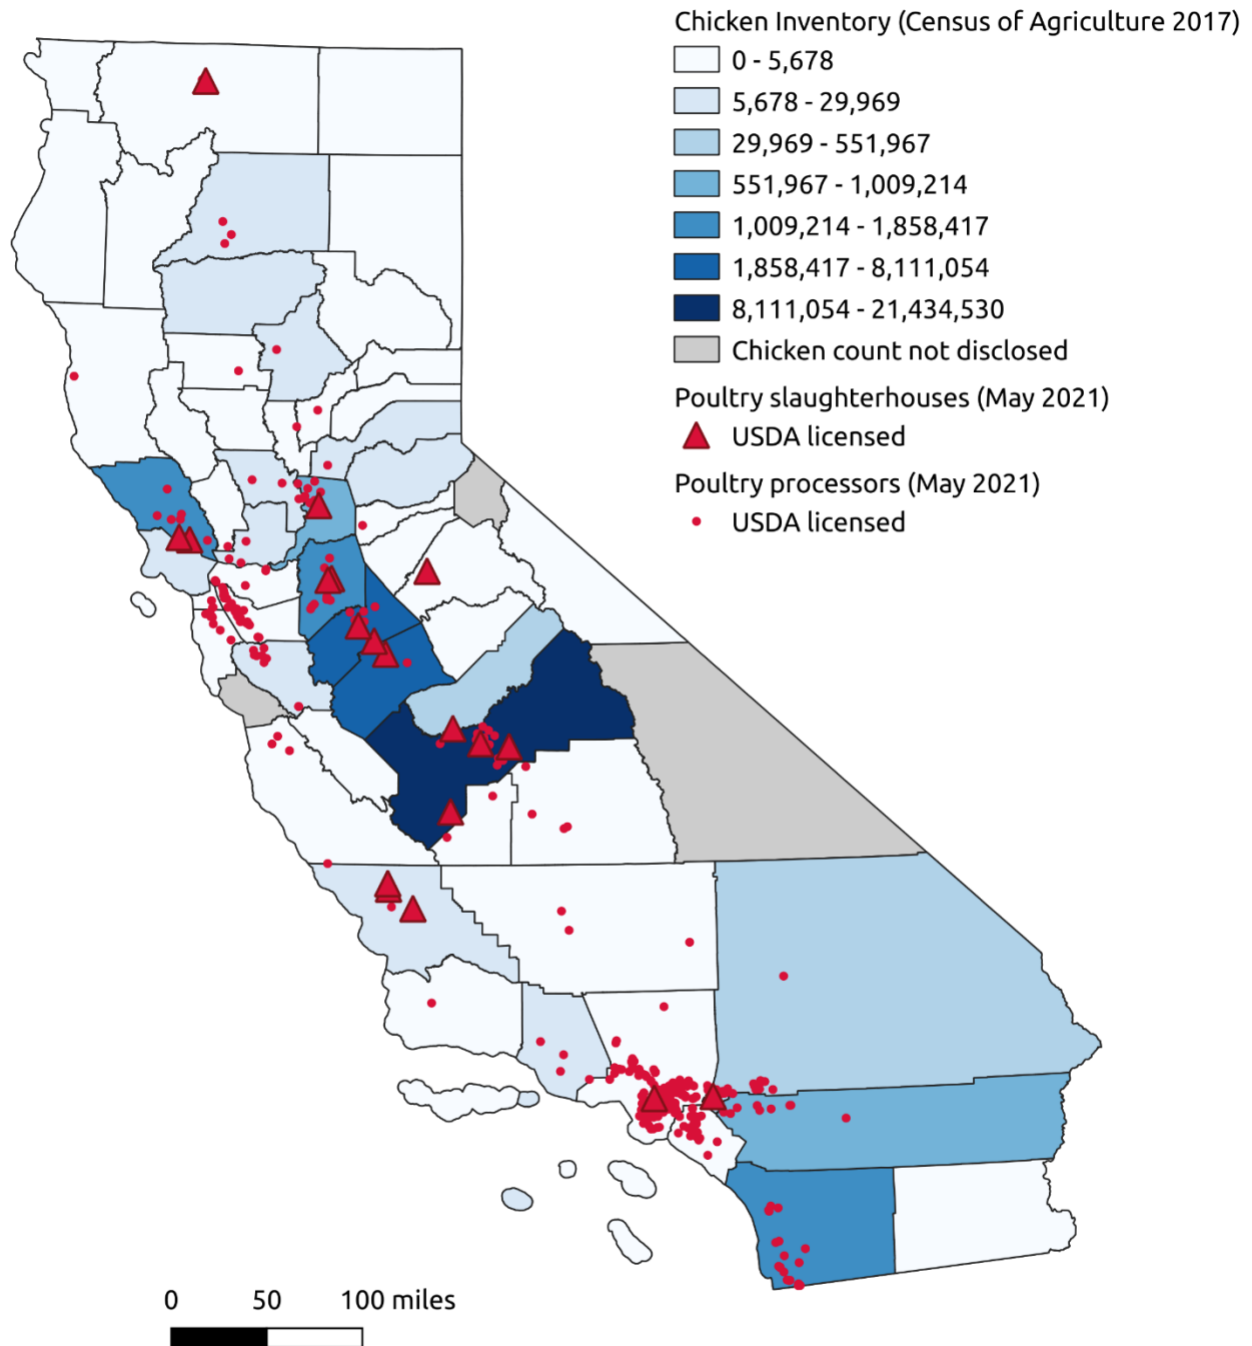 Chicken Inventory (Census of Agriculture 2017)
0 - 5,678
5,678 - 29,969
29,969 - 551,967
551,967 - 1,009,214
1,009,214 - 1,858,417
1,858,417 - 8,111,054
8,111,054 - 21,434,530
Chicken count not disclosed
Poultry slaughterhouses (May 2021)
USDA licensed
Poultry processors (May 2021)
USDA licensed
0 50 100 miles